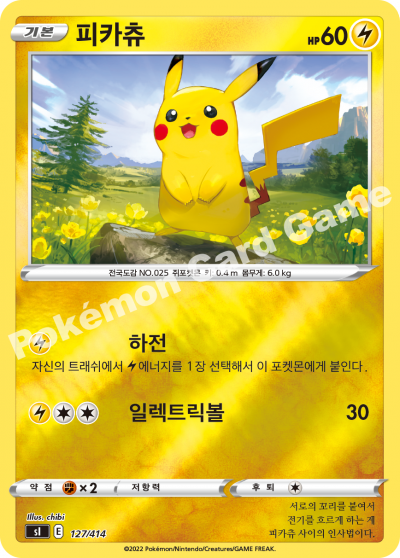 기본 피카츄 HP 60
전국도감 NO.025 쥐포켓몬 키: 0.4 m 몸무게: 6.0 kg
Pokémon Card Game
하전
자신의 트래쉬에서 에너지를 1장 선택해서 이 포켓몬에게 붙인다.
일렉트릭볼 30
약점 ×2 저항력 후퇴
Illus. chibi
sI E 127/414
서로의 꼬리를 붙여서
전기를 흐르게 하는 게
피카츄 사이의 인사법이다.
©2022 Pokémon/Nintendo/Creatures/GAME FREAK.